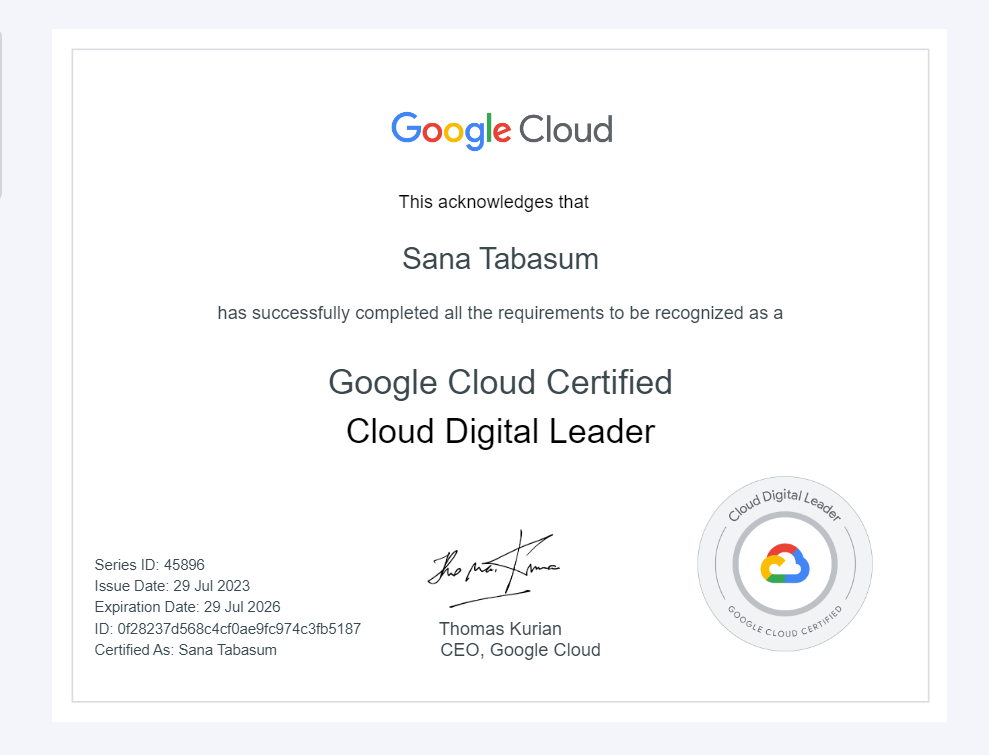 Google Cloud
This acknowledges that
Sana Tabasum
has successfully completed all the requirements to be recognized as a
Google Cloud Certified
Cloud Digital Leader
Series ID: 45896
Issue Date: 29 Jul 2023
Expiration Date: 29 Jul 2026
ID: 0f28237d568c4cf0ae9fc974c3fb5187
Certified As: Sana Tabasum
Thomas Kurian
CEO, Google Cloud
Cloud Digital Leader
GOOGLE CLOUD CERTIFIED